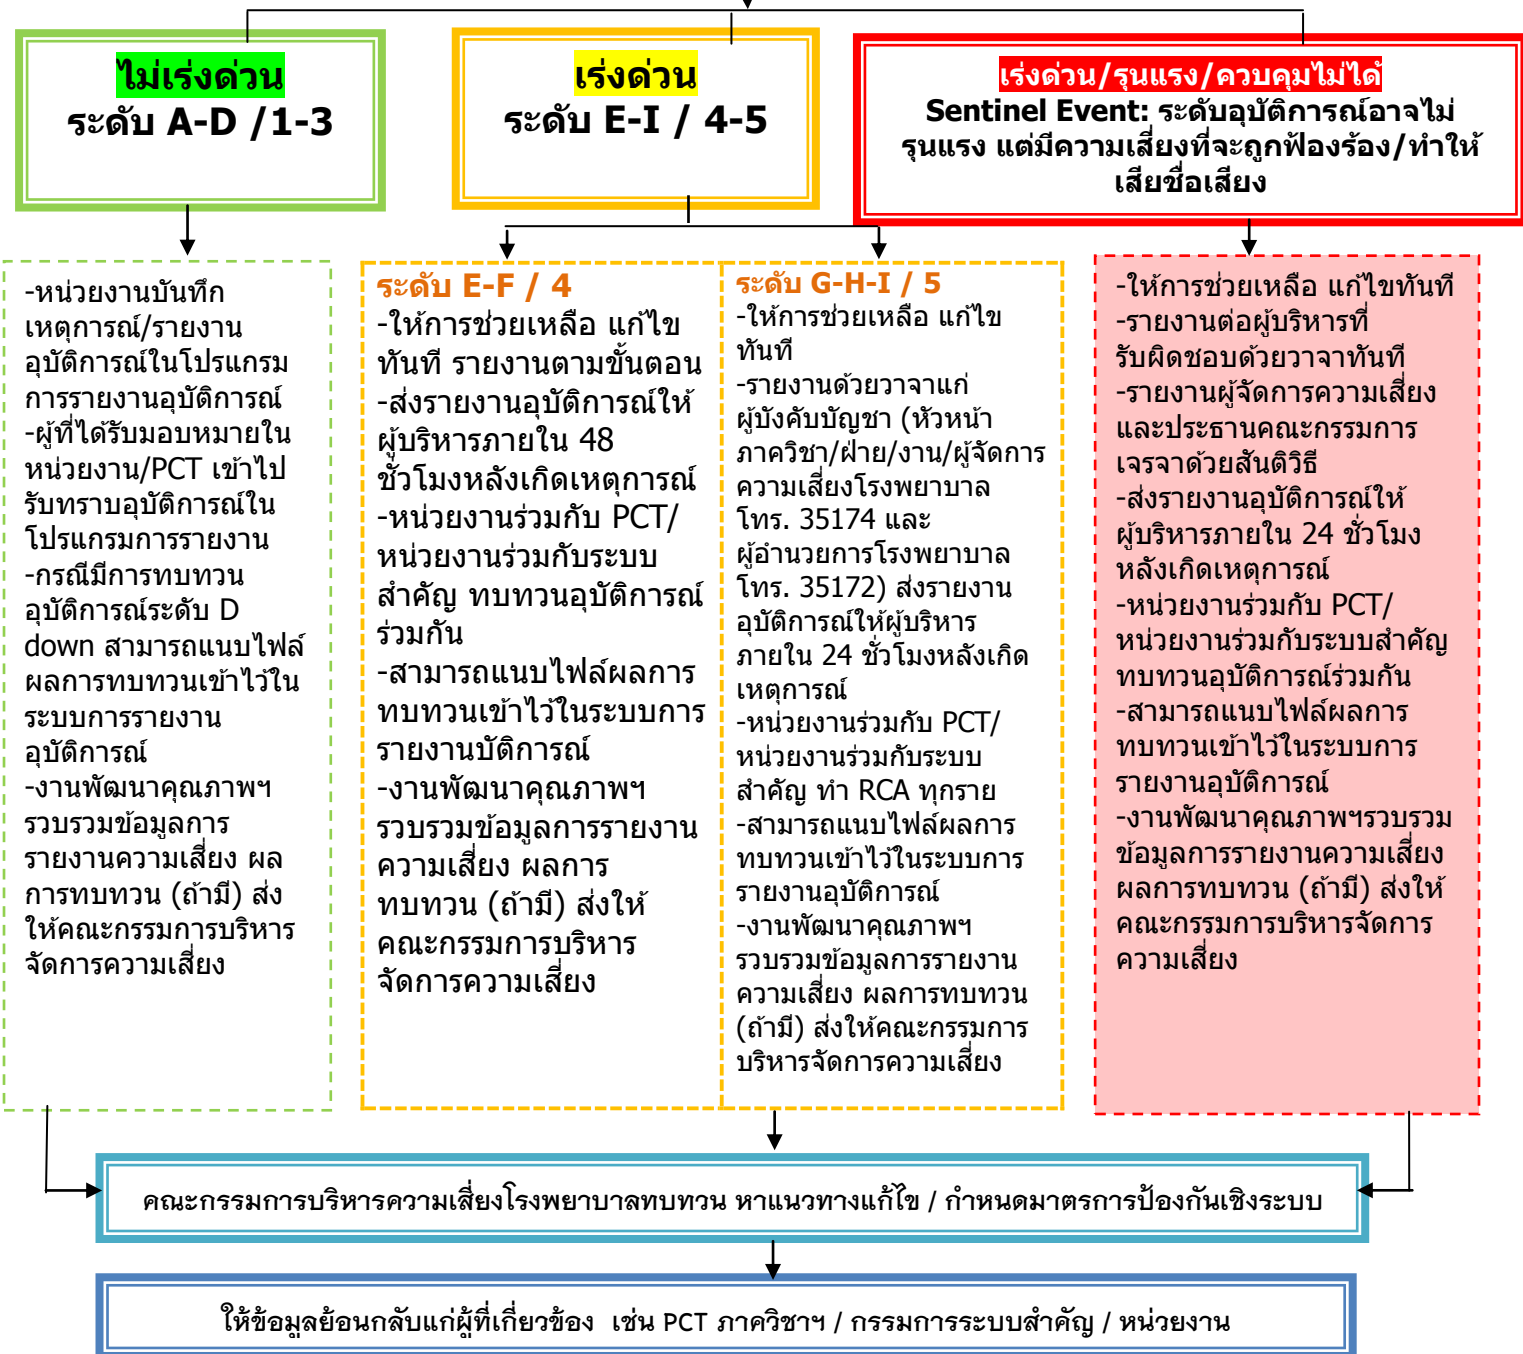 ไม่เร่งด่วน
ระดับ A-D /1-3
เร่งด่วน
ระดับ E-I / 4-5
เร่งด่วน/รุนแรง/ควบคุมไม่ได้
Sentinel Event: ระดับอุบัติการณ์อาจไม่
รุนแรง แต่มีความเสี่ยงที่จะถูกฟ้องร้อง/ทำให้
เสียชื่อเสียง
-หน่วยงานบันทึก
เหตุการณ์/รายงาน
อุบัติการณ์ในโปรแกรม
การรายงานอุบัติการณ์
-ผู้ที่ได้รับมอบหมายใน
หน่วยงาน/PCT เข้าไป
รับทราบอุบัติการณ์ใน
โปรแกรมการรายงาน
-กรณีมีการทบทวน
อุบัติการณ์ระดับ D
down สามารถแนบไฟล์
ผลการทบทวนเข้าไว้ใน
ระบบการรายงาน
อุบัติการณ์
-งานพัฒนาคุณภาพฯ
รวบรวมข้อมูลการ
รายงานความเสี่ยง ผล
การทบทวน (ถ้ามี) ส่ง
ให้คณะกรรมการบริหาร
จัดการความเสี่ยง
ระดับ E-F / 4
-ให้การช่วยเหลือ แก้ไข
ทันที รายงานตามขั้นตอน
-ส่งรายงานอุบัติการณ์ให้
ผู้บริหารภายใน 48
ชั่วโมงหลังเกิดเหตุการณ์
-หน่วยงานร่วมกับ PCT/
หน่วยงานร่วมกับระบบ
สำคัญ ทบทวนอุบัติการณ์
ร่วมกัน
-สามารถแนบไฟล์ผลการ
ทบทวนเข้าไว้ในระบบการ
รายงานบัติการณ์
-งานพัฒนาคุณภาพฯ
รวบรวมข้อมูลการรายงาน
ความเสี่ยง ผลการ
ทบทวน (ถ้ามี) ส่งให้
คณะกรรมการบริหาร
จัดการความเสี่ยง
ระดับ G-H-I / 5
-ให้การช่วยเหลือ แก้ไข
ทันที
-รายงานด้วยวาจาแก่
ผู้บังคับบัญชา (หัวหน้า
ภาควิชา/ฝ่าย/งาน/ผู้จัดการ
ความเสี่ยงโรงพยาบาล
โทร. 35174 และ
ผู้อำนวยการโรงพยาบาล
โทร. 35172) ส่งรายงาน
อุบัติการณ์ให้ผู้บริหาร
ภายใน 24 ชั่วโมงหลังเกิด
เหตุการณ์
-หน่วยงานร่วมกับ PCT/
หน่วยงานร่วมกับระบบ
สำคัญ ทำ RCA ทุกราย
-สามารถแนบไฟล์ผลการ
ทบทวนเข้าไว้ในระบบการ
รายงานอุบัติการณ์
-งานพัฒนาคุณภาพฯ
รวบรวมข้อมูลการรายงาน
ความเสี่ยง ผลการทบทวน
(ถ้ามี) ส่งให้คณะกรรมการ
บริหารจัดการความเสี่ยง
-ให้การช่วยเหลือ แก้ไขทันที
-รายงานต่อผู้บริหารที่
รับผิดชอบด้วยวาจาทันที
-รายงานผู้จัดการความเสี่ยง
และประธานคณะกรรมการ
เจรจาด้วยสันติวิธี
-ส่งรายงานอุบัติการณ์ให้
ผู้บริหารภายใน 24 ชั่วโมง
หลังเกิดเหตุการณ์
-หน่วยงานร่วมกับ PCT/
หน่วยงานร่วมกับระบบสำคัญ
ทบทวนอุบัติการณ์ร่วมกัน
-สามารถแนบไฟล์ผลการ
ทบทวนเข้าไว้ในระบบการ
รายงานอุบัติการณ์
-งานพัฒนาคุณภาพฯรวบรวม
ข้อมูลการรายงานความเสี่ยง
ผลการทบทวน (ถ้ามี) ส่งให้
คณะกรรมการบริหารจัดการ
ความเสี่ยง
คณะกรรมการบริหารความเสี่ยงโรงพยาบาลทบทวน หาแนวทางแก้ไข / กำหนดมาตรการป้องกันเชิงระบบ
ให้ข้อมูลย้อนกลับแก่ผู้ที่เกี่ยวข้อง เช่น PCT ภาควิชาฯ / กรรมการระบบสำคัญ / หน่วยงาน